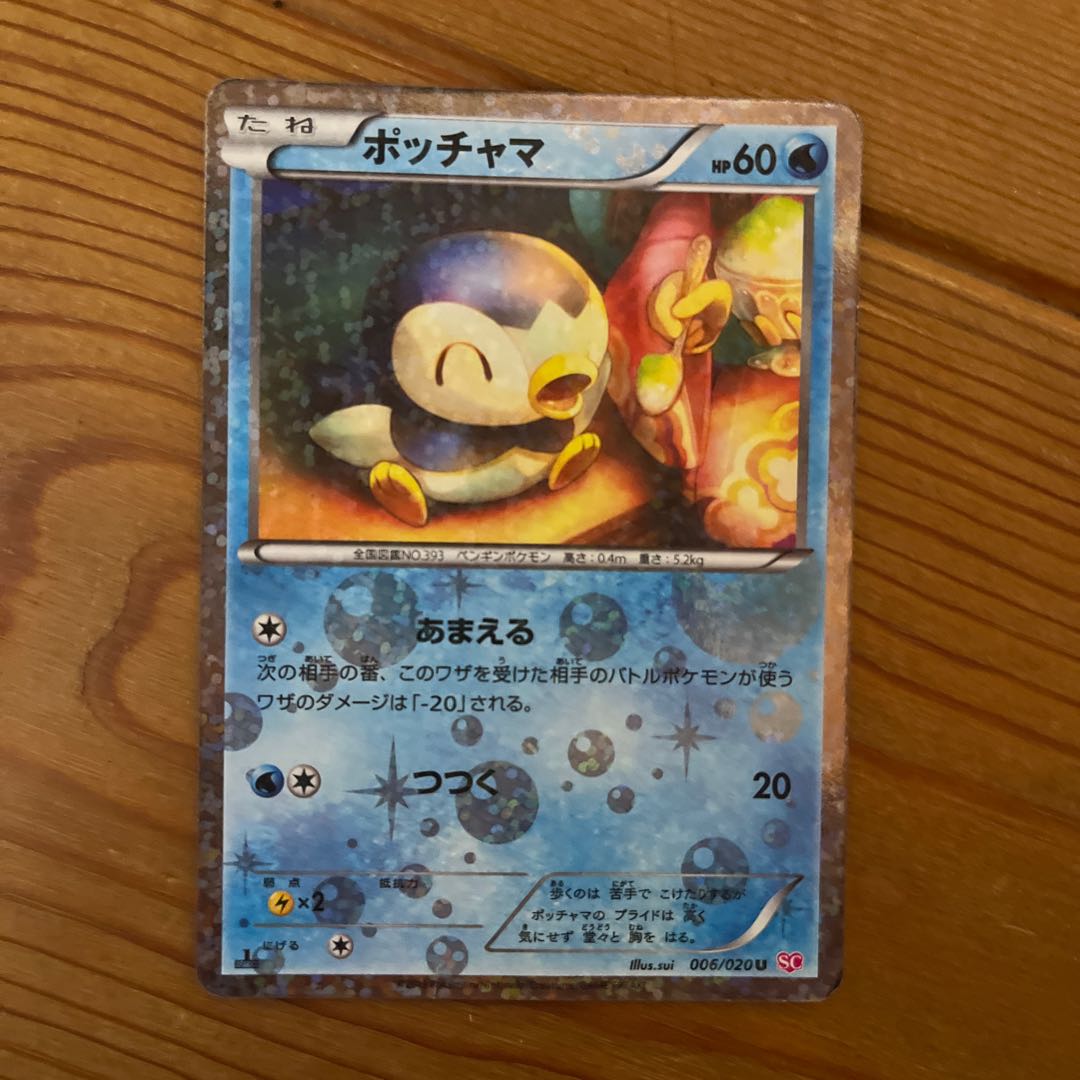 たね ポッチャマ HP60
全国図鑑NO.393 ペンギンポケモン 高さ:0.4m 重さ:5.2kg
あまえる
次の相手の番、このワザを受けた相手のバトルポケモンが使う
ワザのダメージは「-20」される。
つつく 20
弱点 抵抗力
×2
にげる
歩くのは 苦手で こけたりするが
ポッチャマの プライドは 高く
気にせず 堂々と 胸を はる。
Illus.sui 006/020 U SC